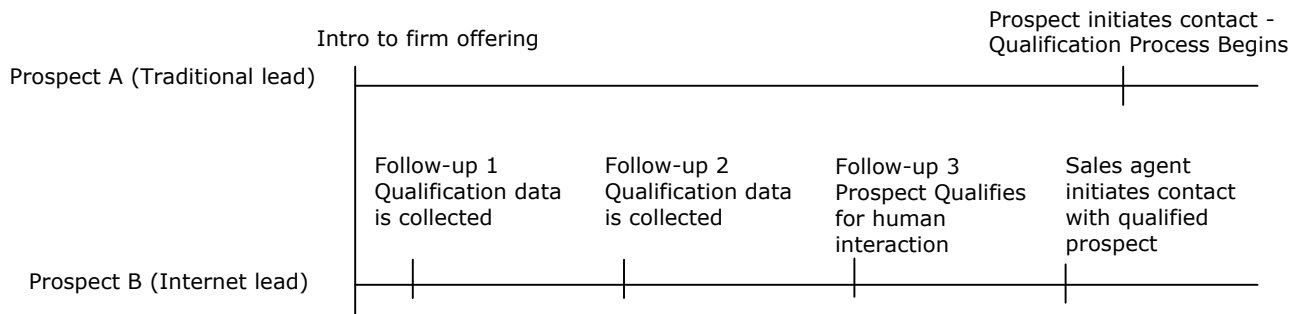 Prospect initiates contact -
Qualification Process Begins
Intro to firm offering
Prospect A (Traditional lead)
Follow-up 1
Qualification data
is collected
Follow-up 2
Qualification data
is collected
Follow-up 3
Prospect Qualifies
for human
interaction
Sales agent
initiates contact
with qualified
prospect
Prospect B (Internet lead)